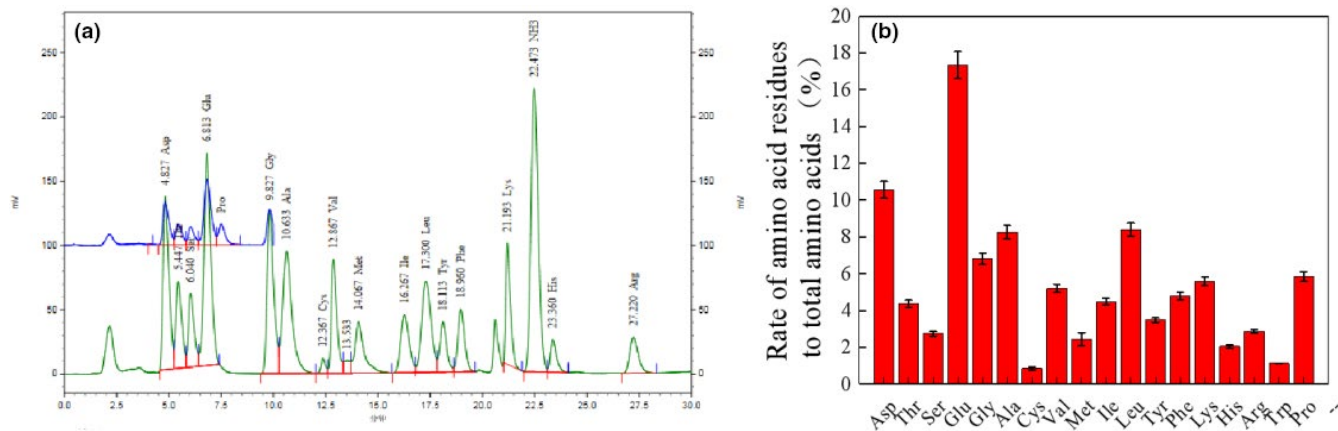 (a)
250
200
150
100
50
0
mV
4.827 Asp
5.447
6.040
6.813 Glu
Pro
9.827 Gly
10.633 Ala
12.367 Cys
12.867 Val
13.533
14.067 Met
16.267 Ile
17.300 Leu
18.113 Tyr
18.960 Phe
21.193 Lys
22.473 NH3
23.360 His
27.220 Arg
250
200
150
100
50
0
mV
0.0 2.5 5.0 7.5 10.0 12.5 15.0 17.5 20.0 22.5 25.0 27.5 30.0
(b)
Rate of amino acid residues
to total amino acids (%)
20
18
16
14
12
10
8
6
4
2
0
Asp Thr Ser Glu Gly Ala Cys Val Met Ile Leu Tyr Phe Lys His Arg Trp Pro